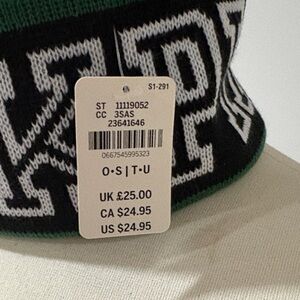 S1-291
ST 11119052
CC 3SAS
23641646
0667545995323
O•S | T•U
UK £25.00
CA $24.95
US $24.95